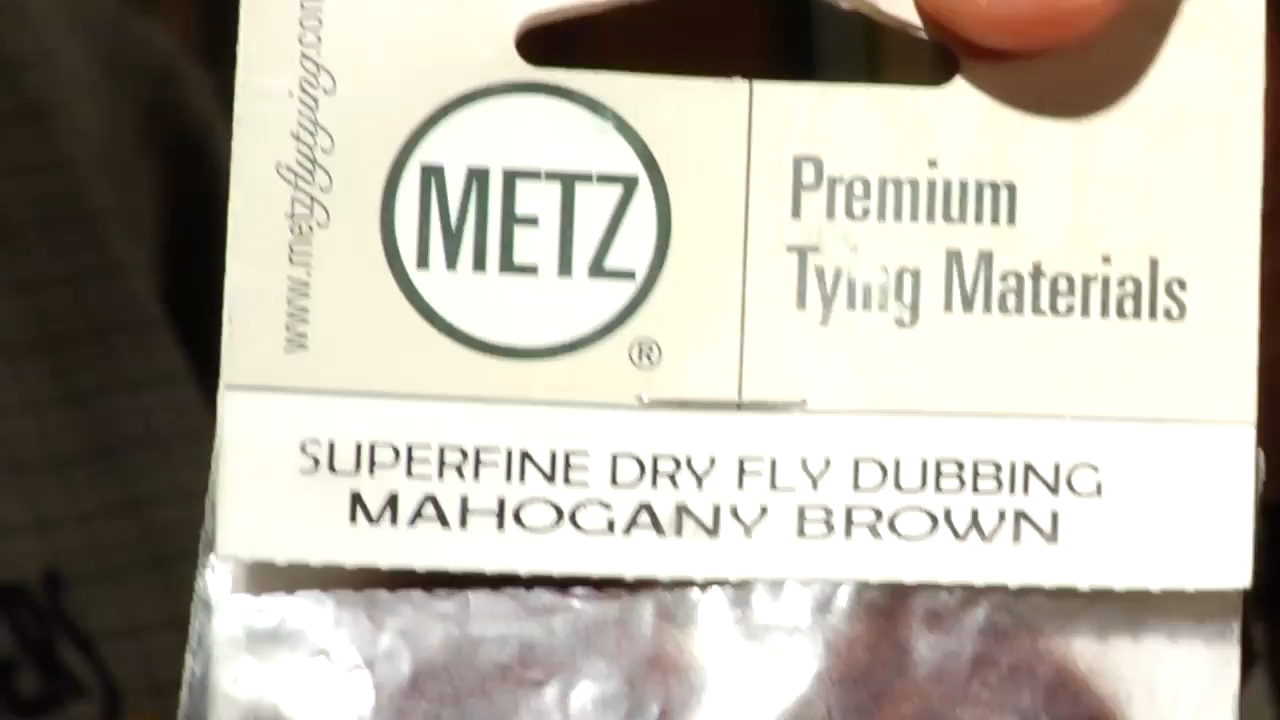 www.metzflytying.com
METZ
®
Premium
Tying Materials
SUPERFINE DRY FLY DUBBING
MAHOGANY BROWN